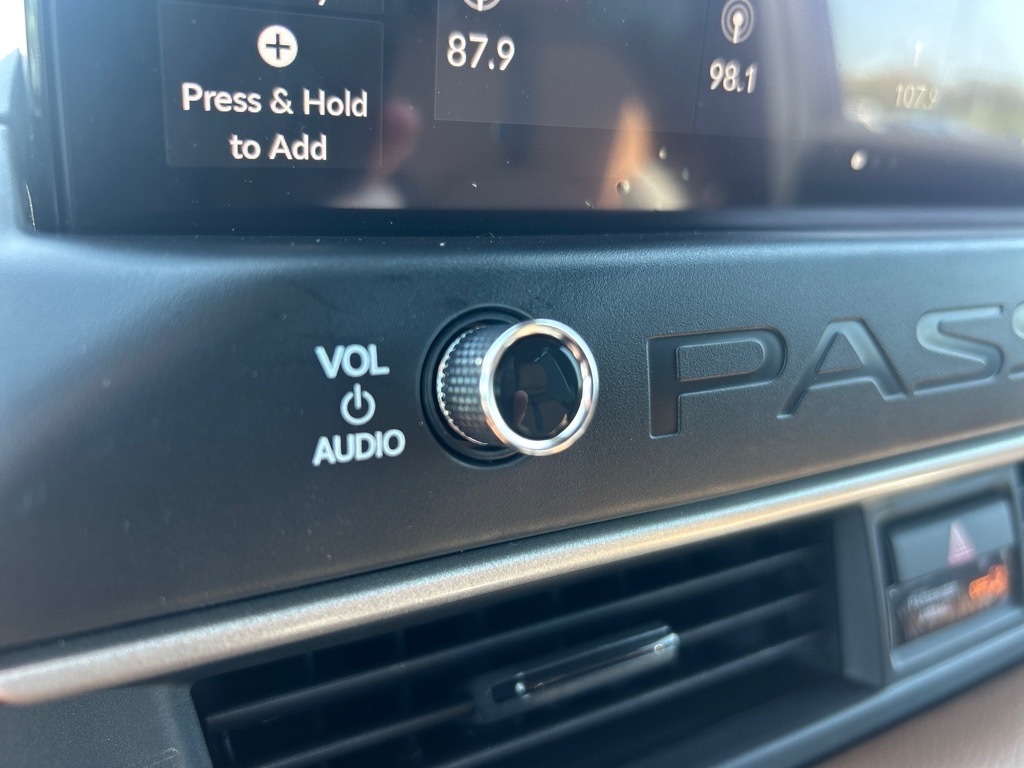 Press & Hold
to Add
87.9
98.1
107.9
VOL
AUDIO
PASS